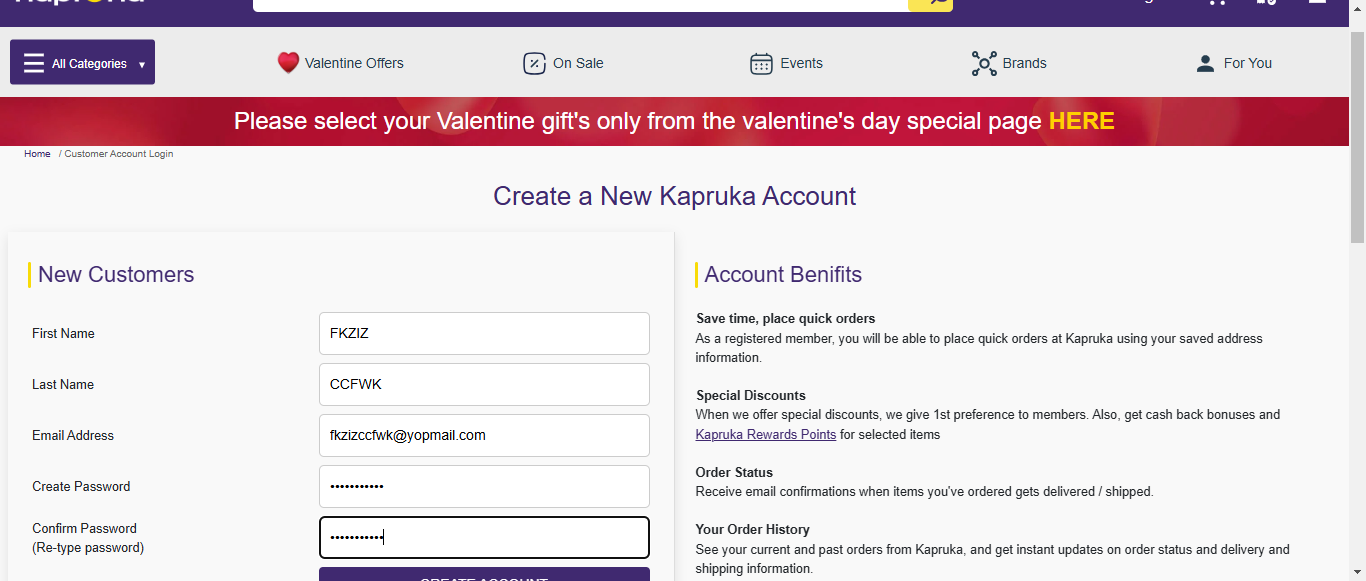 All Categories ▾
Valentine Offers
On Sale
Events
Brands
For You
Please select your Valentine gift's only from the valentine's day special page HERE
Home / Customer Account Login
Create a New Kapruka Account
New Customers
First Name
FKZIZ
Last Name
CCFWK
Email Address
fkzizccfwk@yopmail.com
Create Password
•••••••••••
Confirm Password
(Re-type password)
•••••••••••
CREATE ACCOUNT
Account Benifits
Save time, place quick orders
As a registered member, you will be able to place quick orders at Kapruka using your saved address
information.
Special Discounts
When we offer special discounts, we give 1st preference to members. Also, get cash back bonuses and
Kapruka Rewards Points for selected items
Order Status
Receive email confirmations when items you've ordered gets delivered / shipped.
Your Order History
See your current and past orders from Kapruka, and get instant updates on order status and delivery and
shipping information.